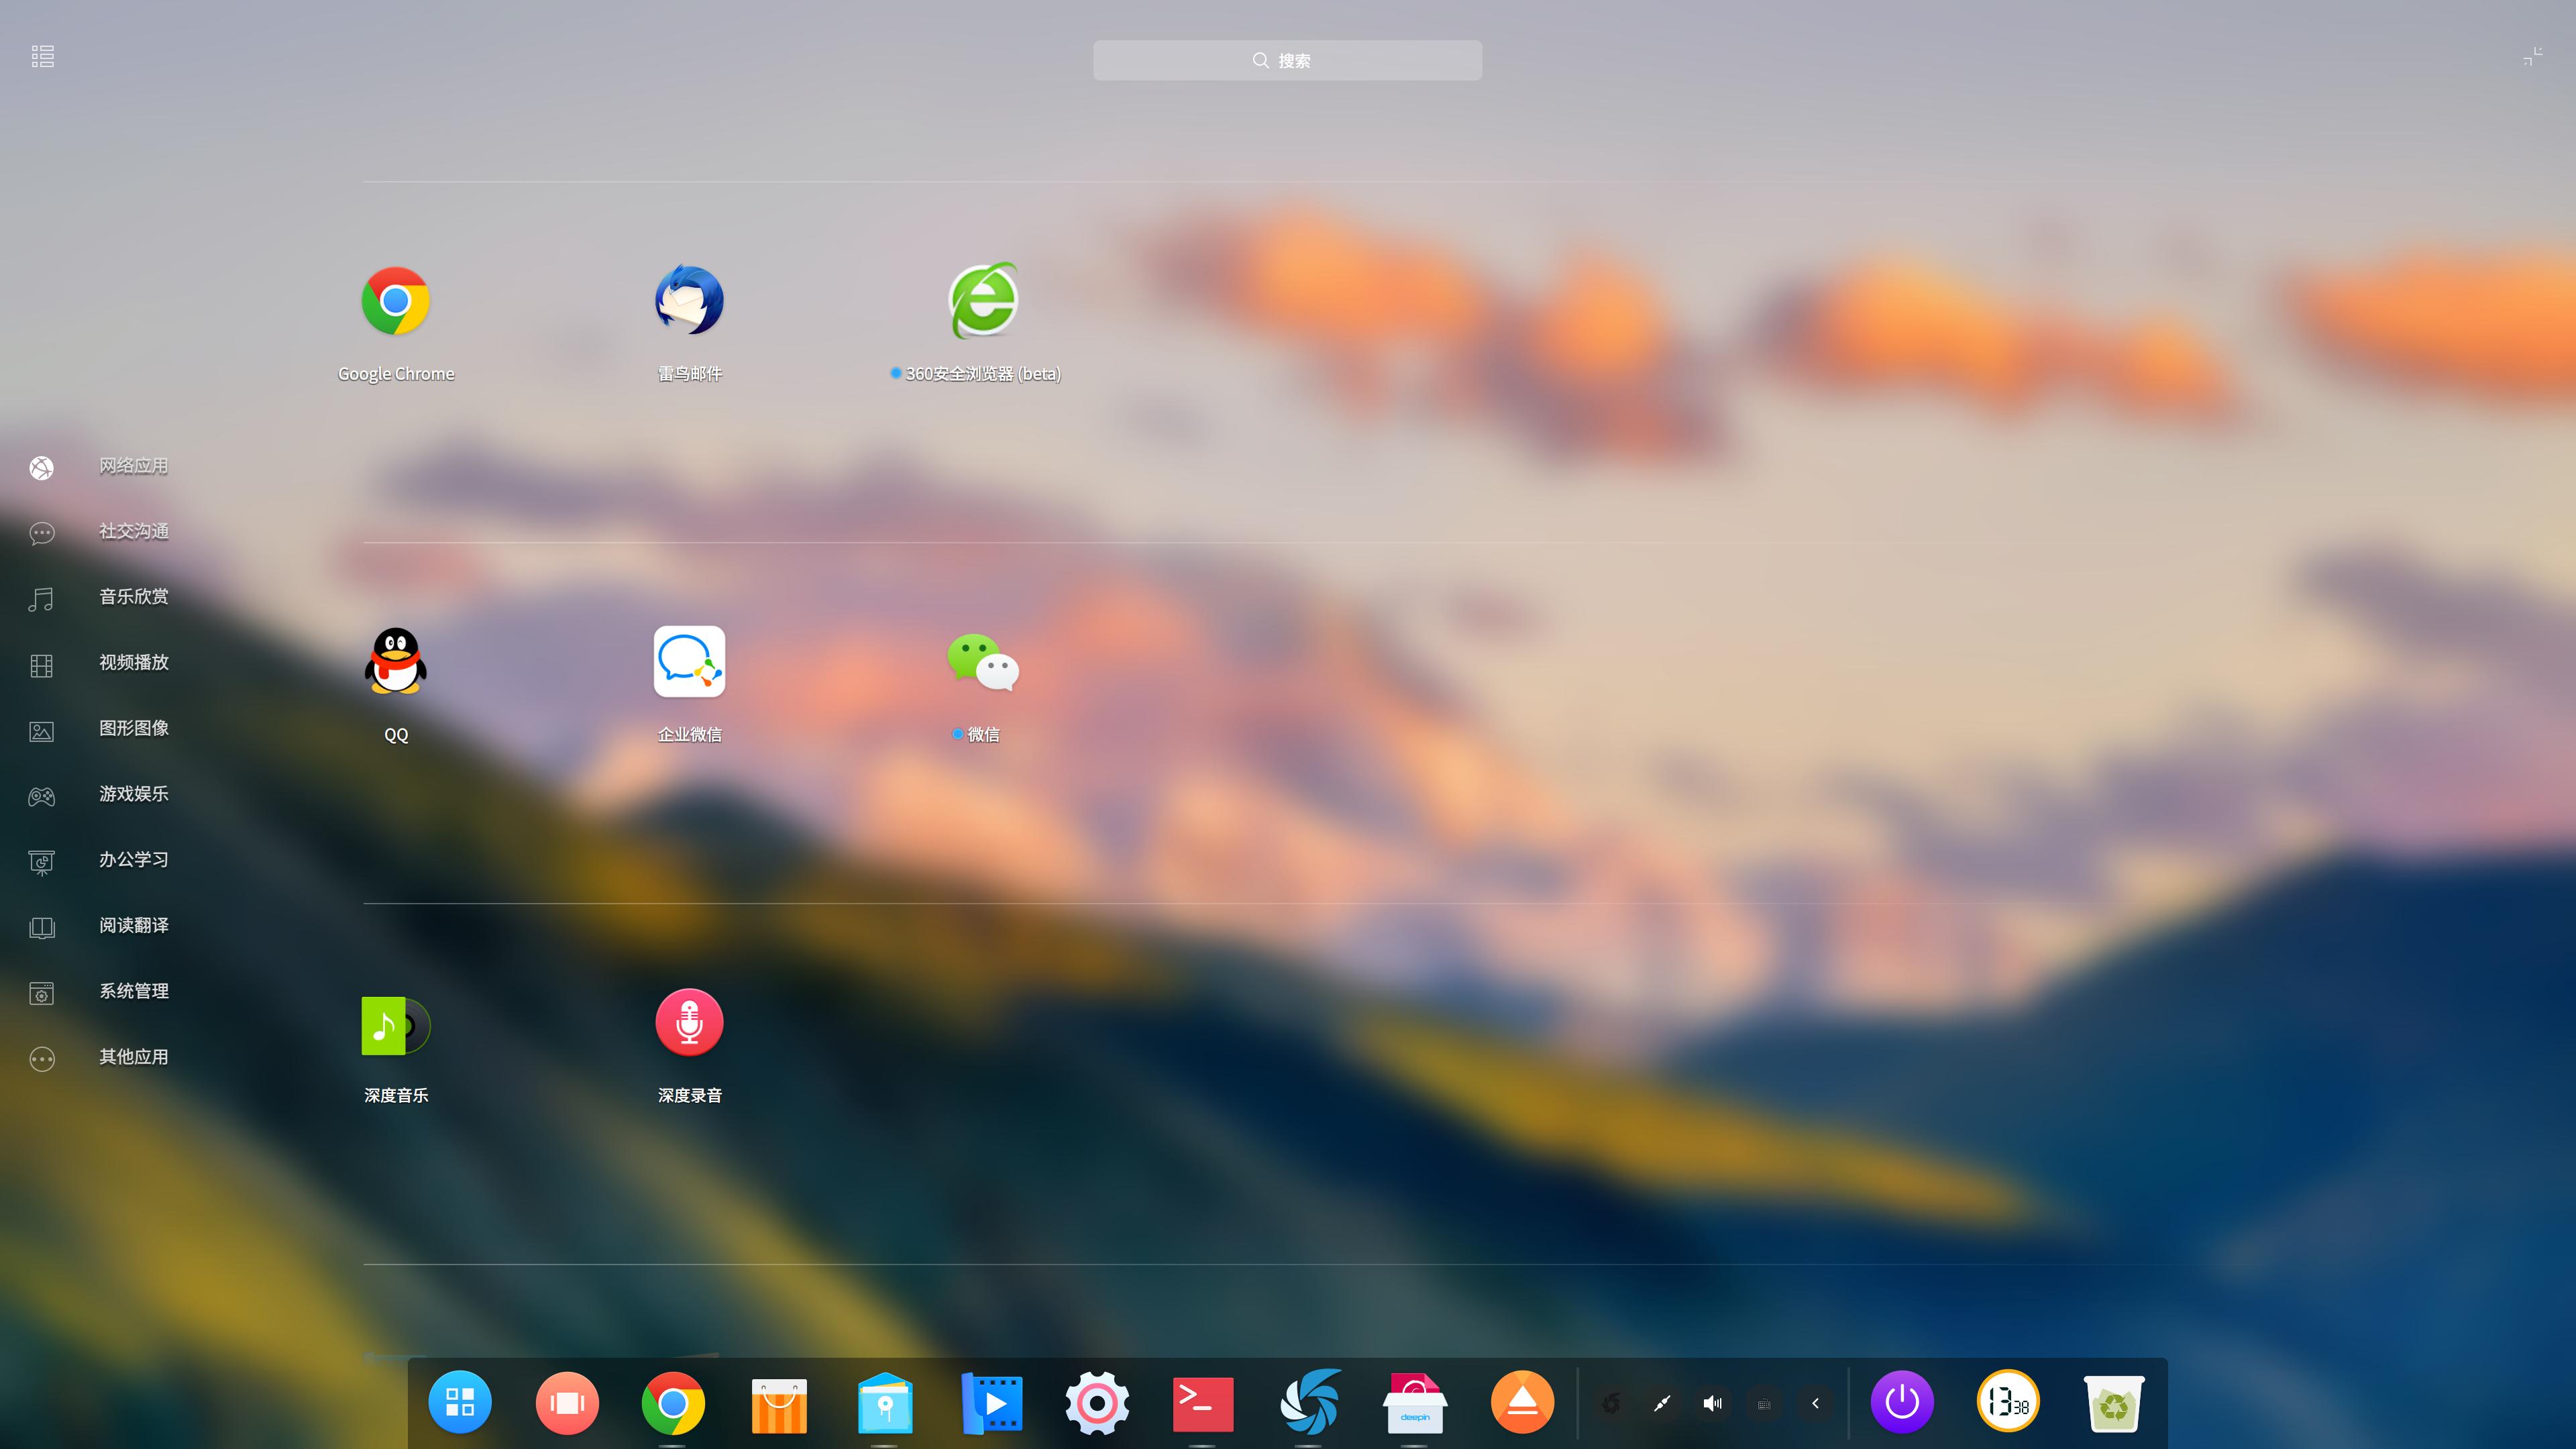 搜索
Google Chrome
雷鸟邮件
360安全浏览器 (beta)
网络应用
社交沟通
音乐欣赏
视频播放
图形图像
游戏娱乐
办公学习
阅读翻译
系统管理
其他应用
QQ
企业微信
微信
深度音乐
深度录音
deepin
13 38